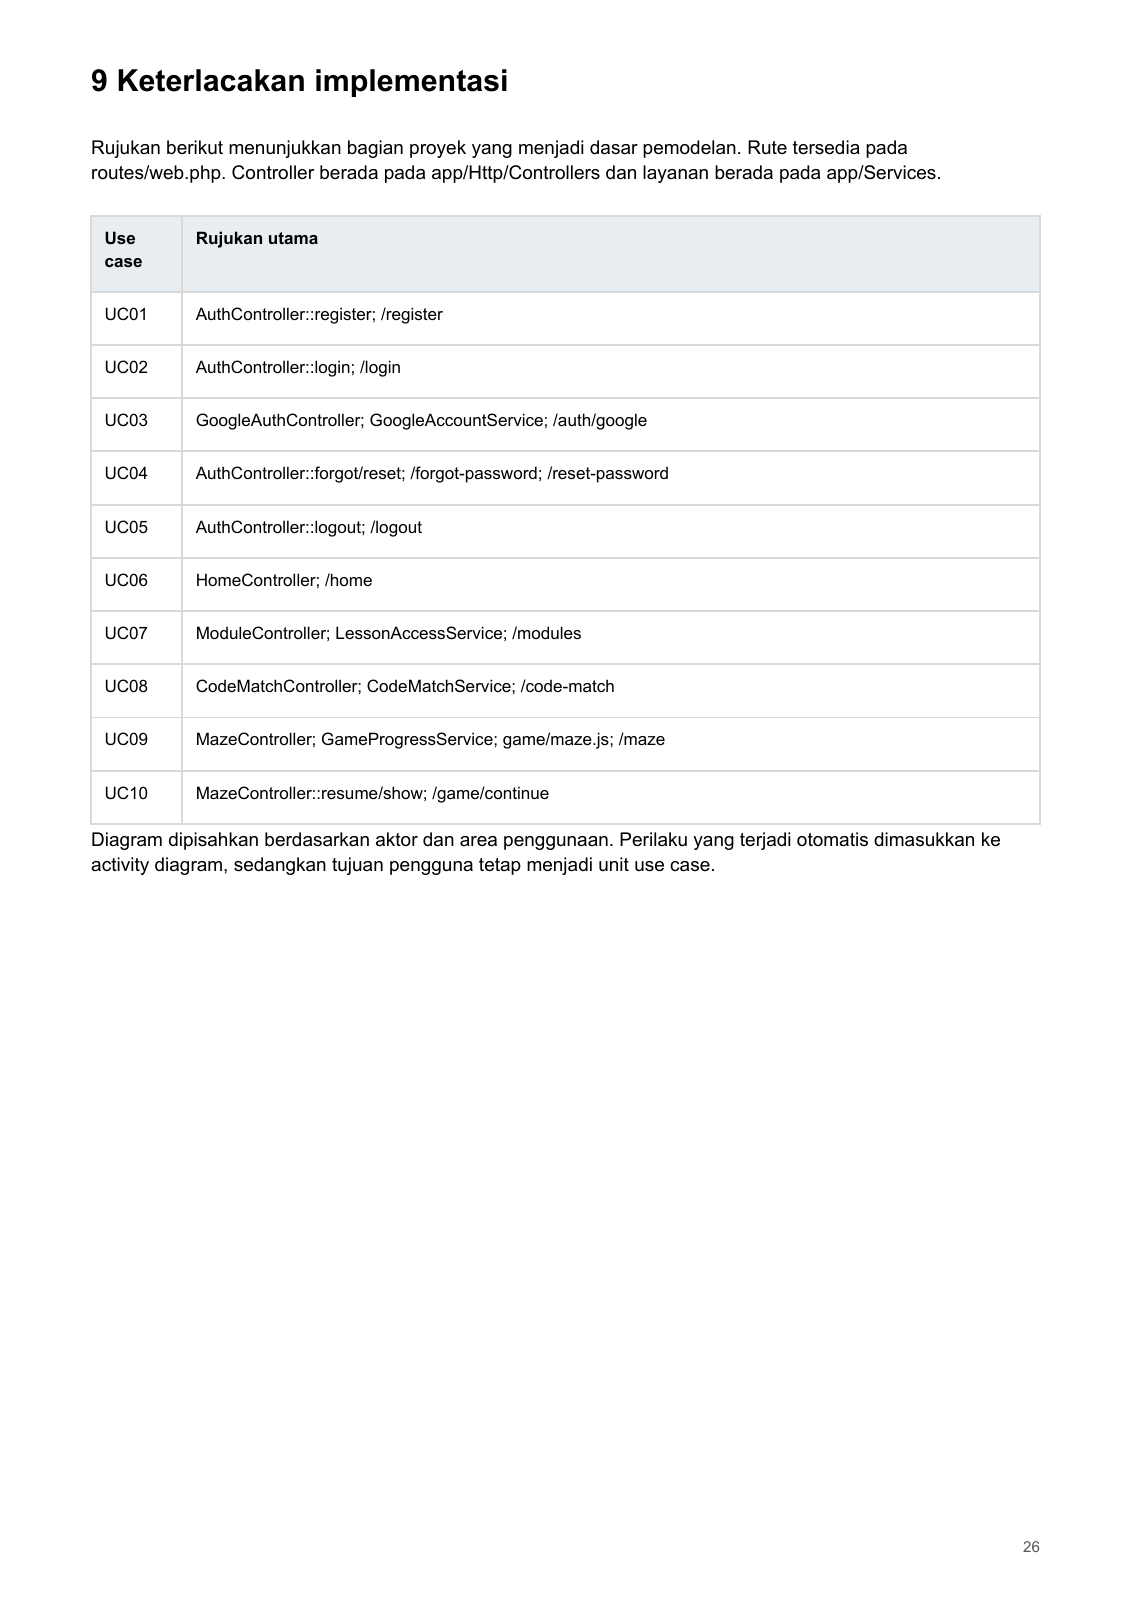 9 Keterlacakan implementasi
Rujukan berikut menunjukkan bagian proyek yang menjadi dasar pemodelan. Rute tersedia pada
routes/web.php. Controller berada pada app/Http/Controllers dan layanan berada pada app/Services.
Use case Rujukan utama
UC01 AuthController::register; /register
UC02 AuthController::login; /login
UC03 GoogleAuthController; GoogleAccountService; /auth/google
UC04 AuthController::forgot/reset; /forgot-password; /reset-password
UC05 AuthController::logout; /logout
UC06 HomeController; /home
UC07 ModuleController; LessonAccessService; /modules
UC08 CodeMatchController; CodeMatchService; /code-match
UC09 MazeController; GameProgressService; game/maze.js; /maze
UC10 MazeController::resume/show; /game/continue
Diagram dipisahkan berdasarkan aktor dan area penggunaan. Perilaku yang terjadi otomatis dimasukkan ke
activity diagram, sedangkan tujuan pengguna tetap menjadi unit use case.
26